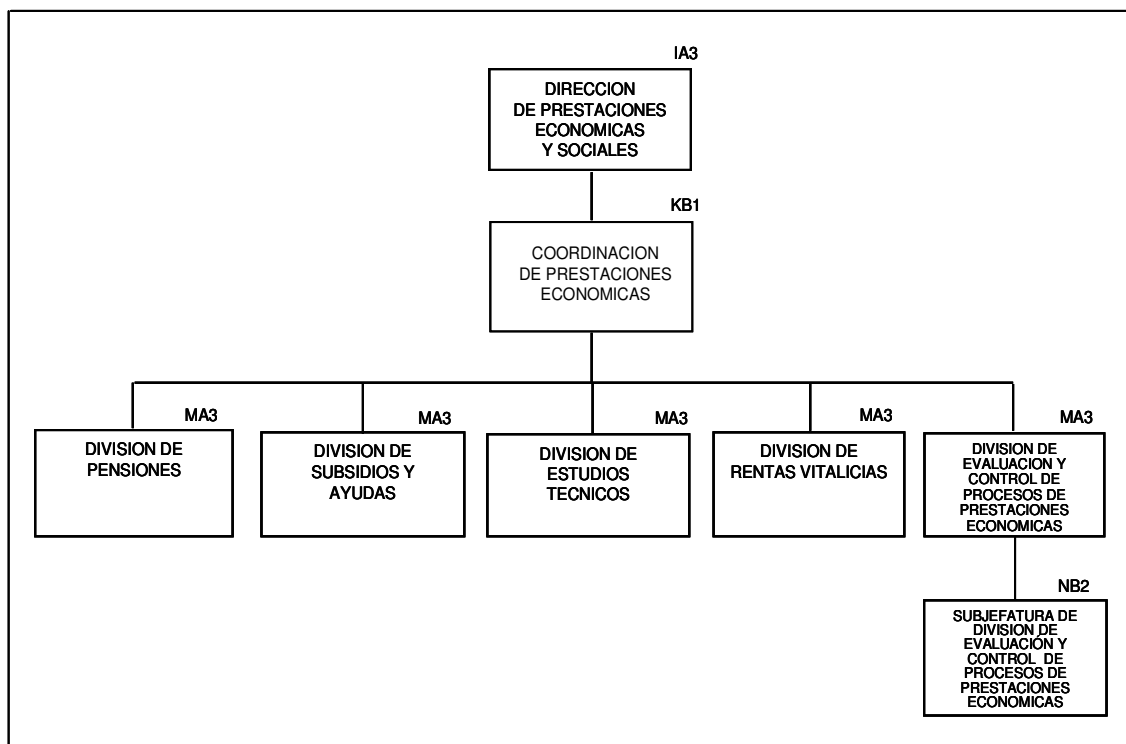 IA3
DIRECCION
DE PRESTACIONES
ECONOMICAS
Y SOCIALES
KB1
COORDINACION
DE PRESTACIONES
ECONOMICAS
MA3
DIVISION DE
PENSIONES
MA3
DIVISION DE
SUBSIDIOS Y
AYUDAS
MA3
DIVISION DE
ESTUDIOS
TECNICOS
MA3
DIVISION DE
RENTAS VITALICIAS
MA3
DIVISION DE
EVALUACION Y
CONTROL DE
PROCESOS DE
PRESTACIONES
ECONOMICAS
NB2
SUBJEFATURA DE
DIVISION DE
EVALUACIÓN Y
CONTROL DE
PROCESOS DE
PRESTACIONES
ECONOMICAS